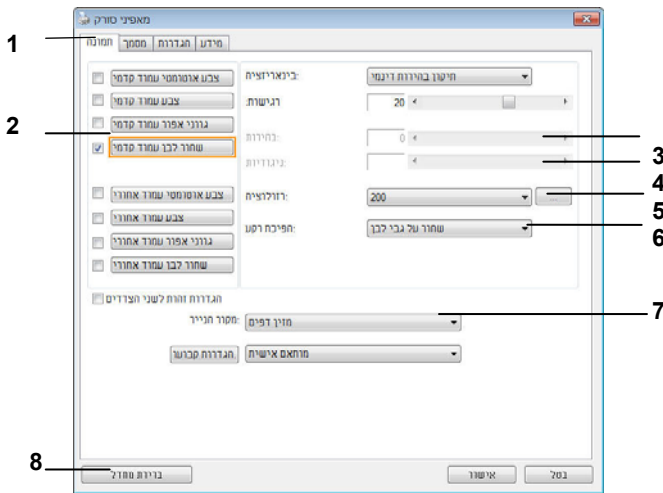 מאפיני סורק
תמונה מסמך הגדרות מידע
1
צבע אוטומטי עמוד קדמי
צבע עמוד קדמי
גווני אפור עמוד קדמי
שחור לבן עמוד קדמי
2
צבע אוטומטי עמוד אחורי
צבע עמוד אחורי
גווני אפור עמוד אחורי
שחור לבן עמוד אחורי
בינאריזציה: תיקון בהירות דינמי
רגישות: 20
בהירות: 0
ניגודיות:
3
רזולוציה: 200 ...
4
5
הפיכת רקע: שחור על גבי לבן
6
הגדרות זהות לשני הצדדים
מקור הנייר: מזין דפים
7
הגדרות קבוע מותאם אישית
8
ברירת מחדל אישור בטל